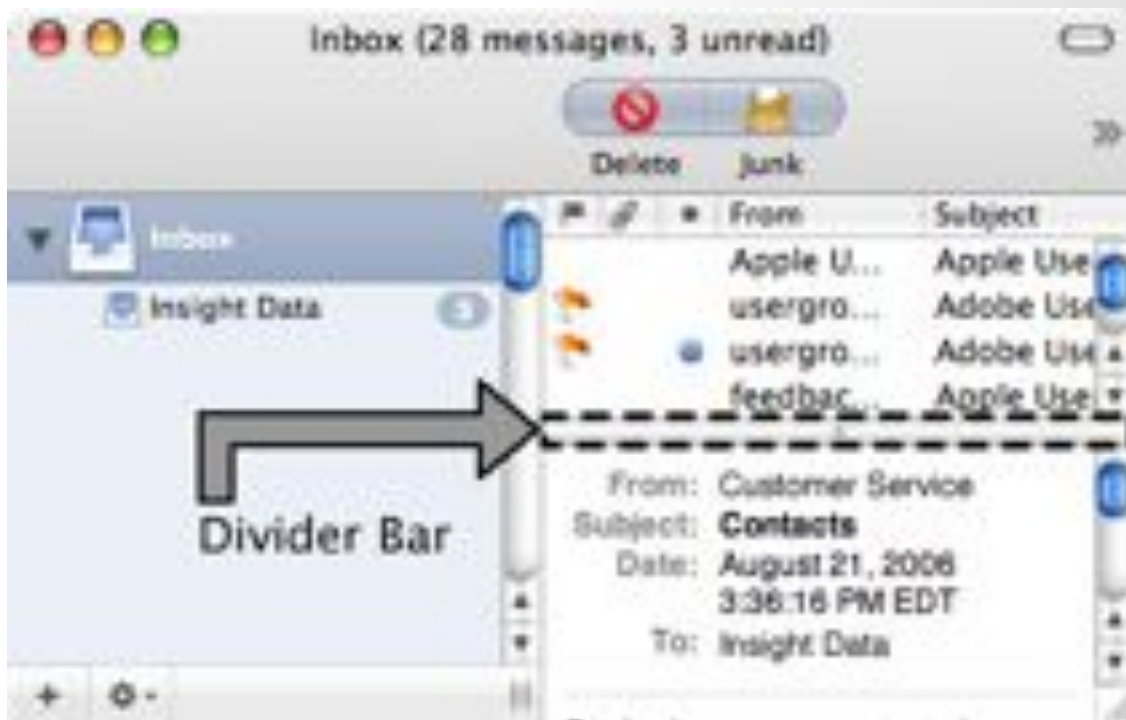 Inbox (28 messages, 3 unread)
Delete Junk
From Subject
Inbox
Apple U... Apple Use
Insight Data
usergro... Adobe Use
usergro... Adobe Use
feedbac... Apple Use
Divider Bar
From: Customer Service
Subject: Contacts
Date: August 21, 2006
3:36:16 PM EDT
To: Insight Data